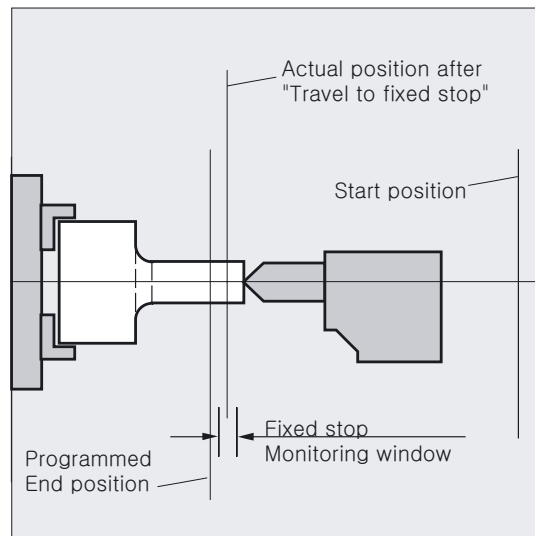 Actual position after
"Travel to fixed stop"
Start position
Fixed stop
Monitoring window
Programmed
End position